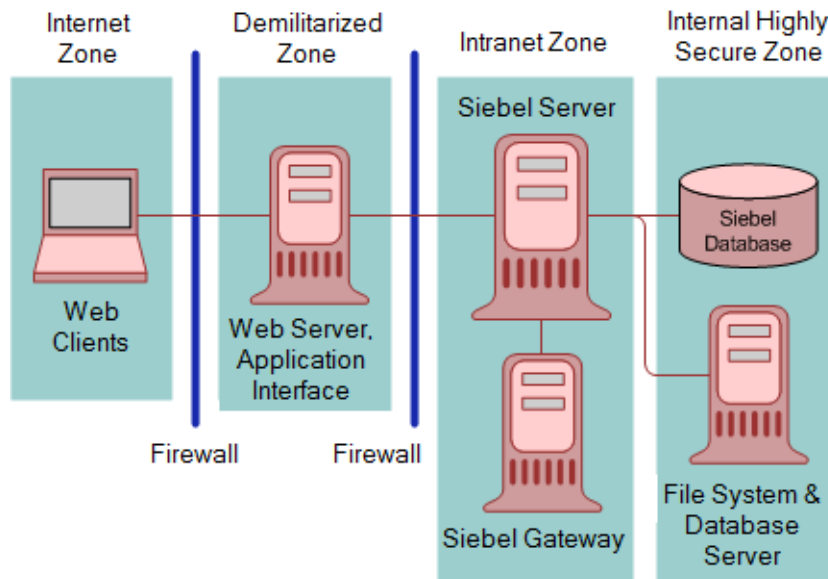 Internet
Zone
Demilitarized
Zone
Intranet Zone
Internal Highly
Secure Zone
Siebel Server
Siebel
Database
Web
Clients
Web Server,
Application
Interface
Firewall
Firewall
Siebel Gateway
File System &
Database
Server